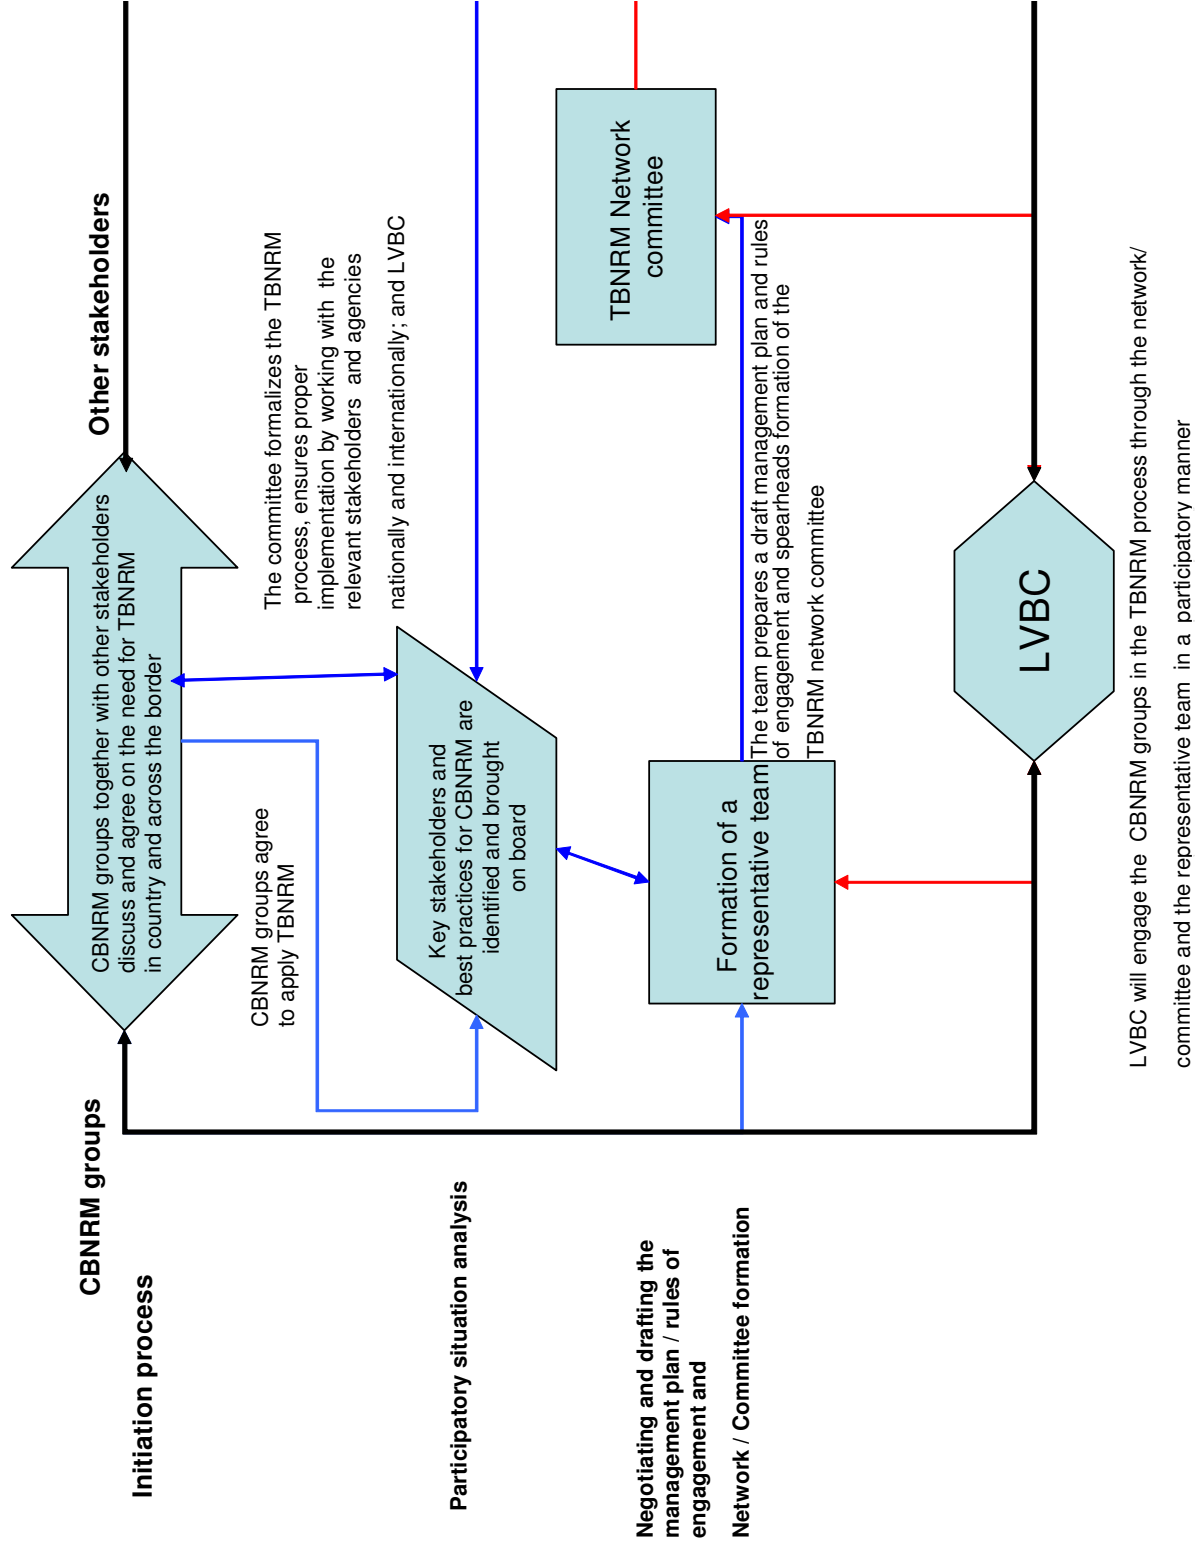 CBNRM groups
Other stakeholders
Initiation process
CBNRM groups together with other stakeholders
discuss and agree on the need for TBNRM
in country and across the border
CBNRM groups agree
to apply TBNRM
The committee formalizes the TBNRM
process, ensures proper
implementation by working with the
relevant stakeholders and agencies
nationally and internationally; and LVBC
Participatory situation analysis
Key stakeholders and
best practices for CBNRM are
identified and brought
on board
Negotiating and drafting the
management plan / rules of
engagement and
Network / Committee formation
Formation of a
representative team
The team prepares a draft management plan and rules
of engagement and spearheads formation of the
TBNRM network committee
TBNRM Network
committee
LVBC
LVBC will engage the CBNRM groups in the TBNRM process through the network/
committee and the representative team in a participatory manner